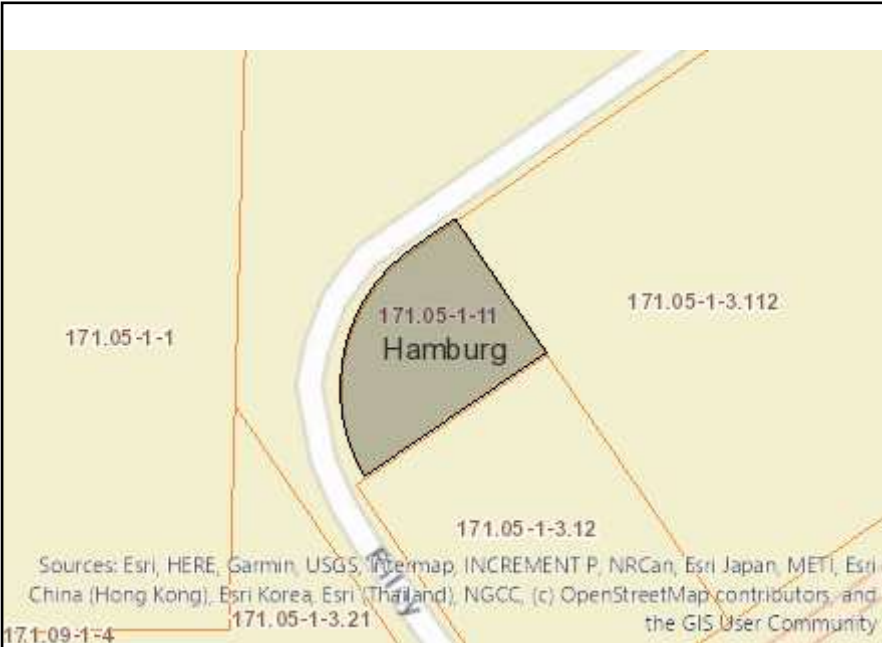 171.05-1-3.112
171.05-1-11
171.05-1-1
Hamburg
171.05-1-3.12
Sources: Esri, HERE, Garmin, USGS, Intermap, INCREMENT P, NRCan, Esri Japan, METI, Esri
China (Hong Kong), Esri Korea, Esri (Thailand), NGCC, (c) OpenStreetMap contributors, and
the GIS User Community
171.05-1-3.21
171.09-1-4